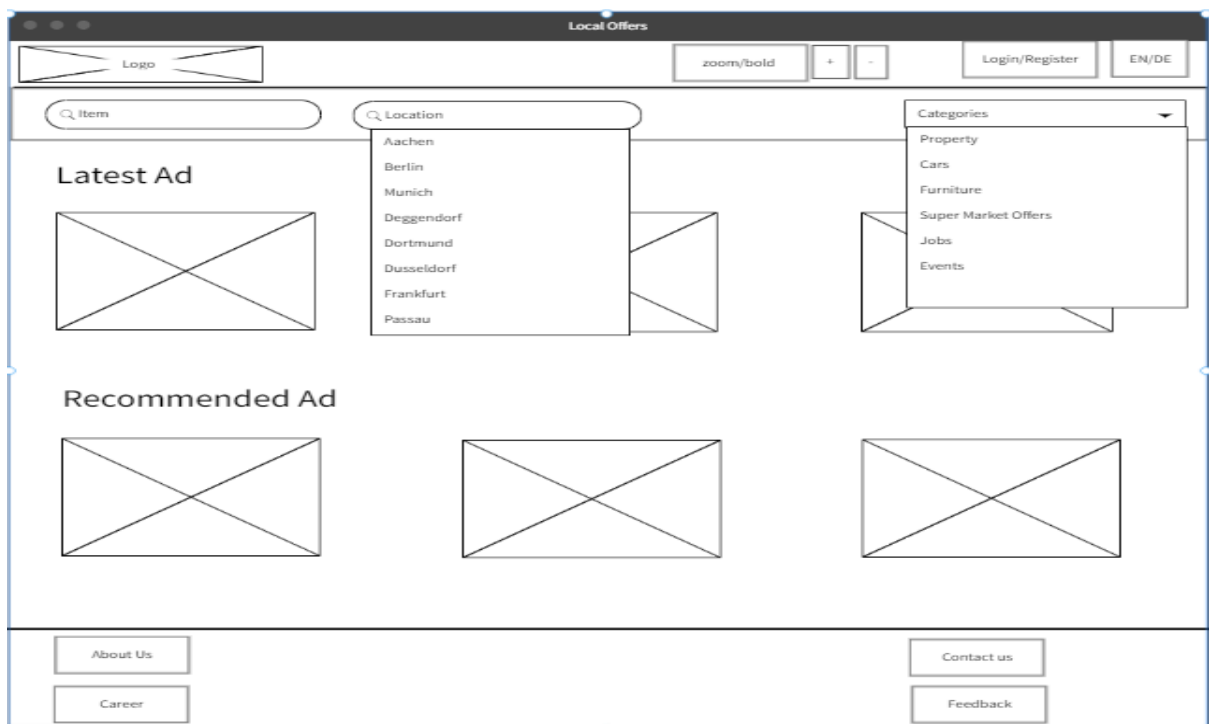 Local Offers
Logo
zoom/bold + -
Login/Register
EN/DE
Item
Location
Categories
Aachen
Berlin
Munich
Deggendorf
Dortmund
Dusseldorf
Frankfurt
Passau
Property
Cars
Furniture
Super Market Offers
Jobs
Events
Latest Ad
Recommended Ad
About Us
Contact us
Career
Feedback